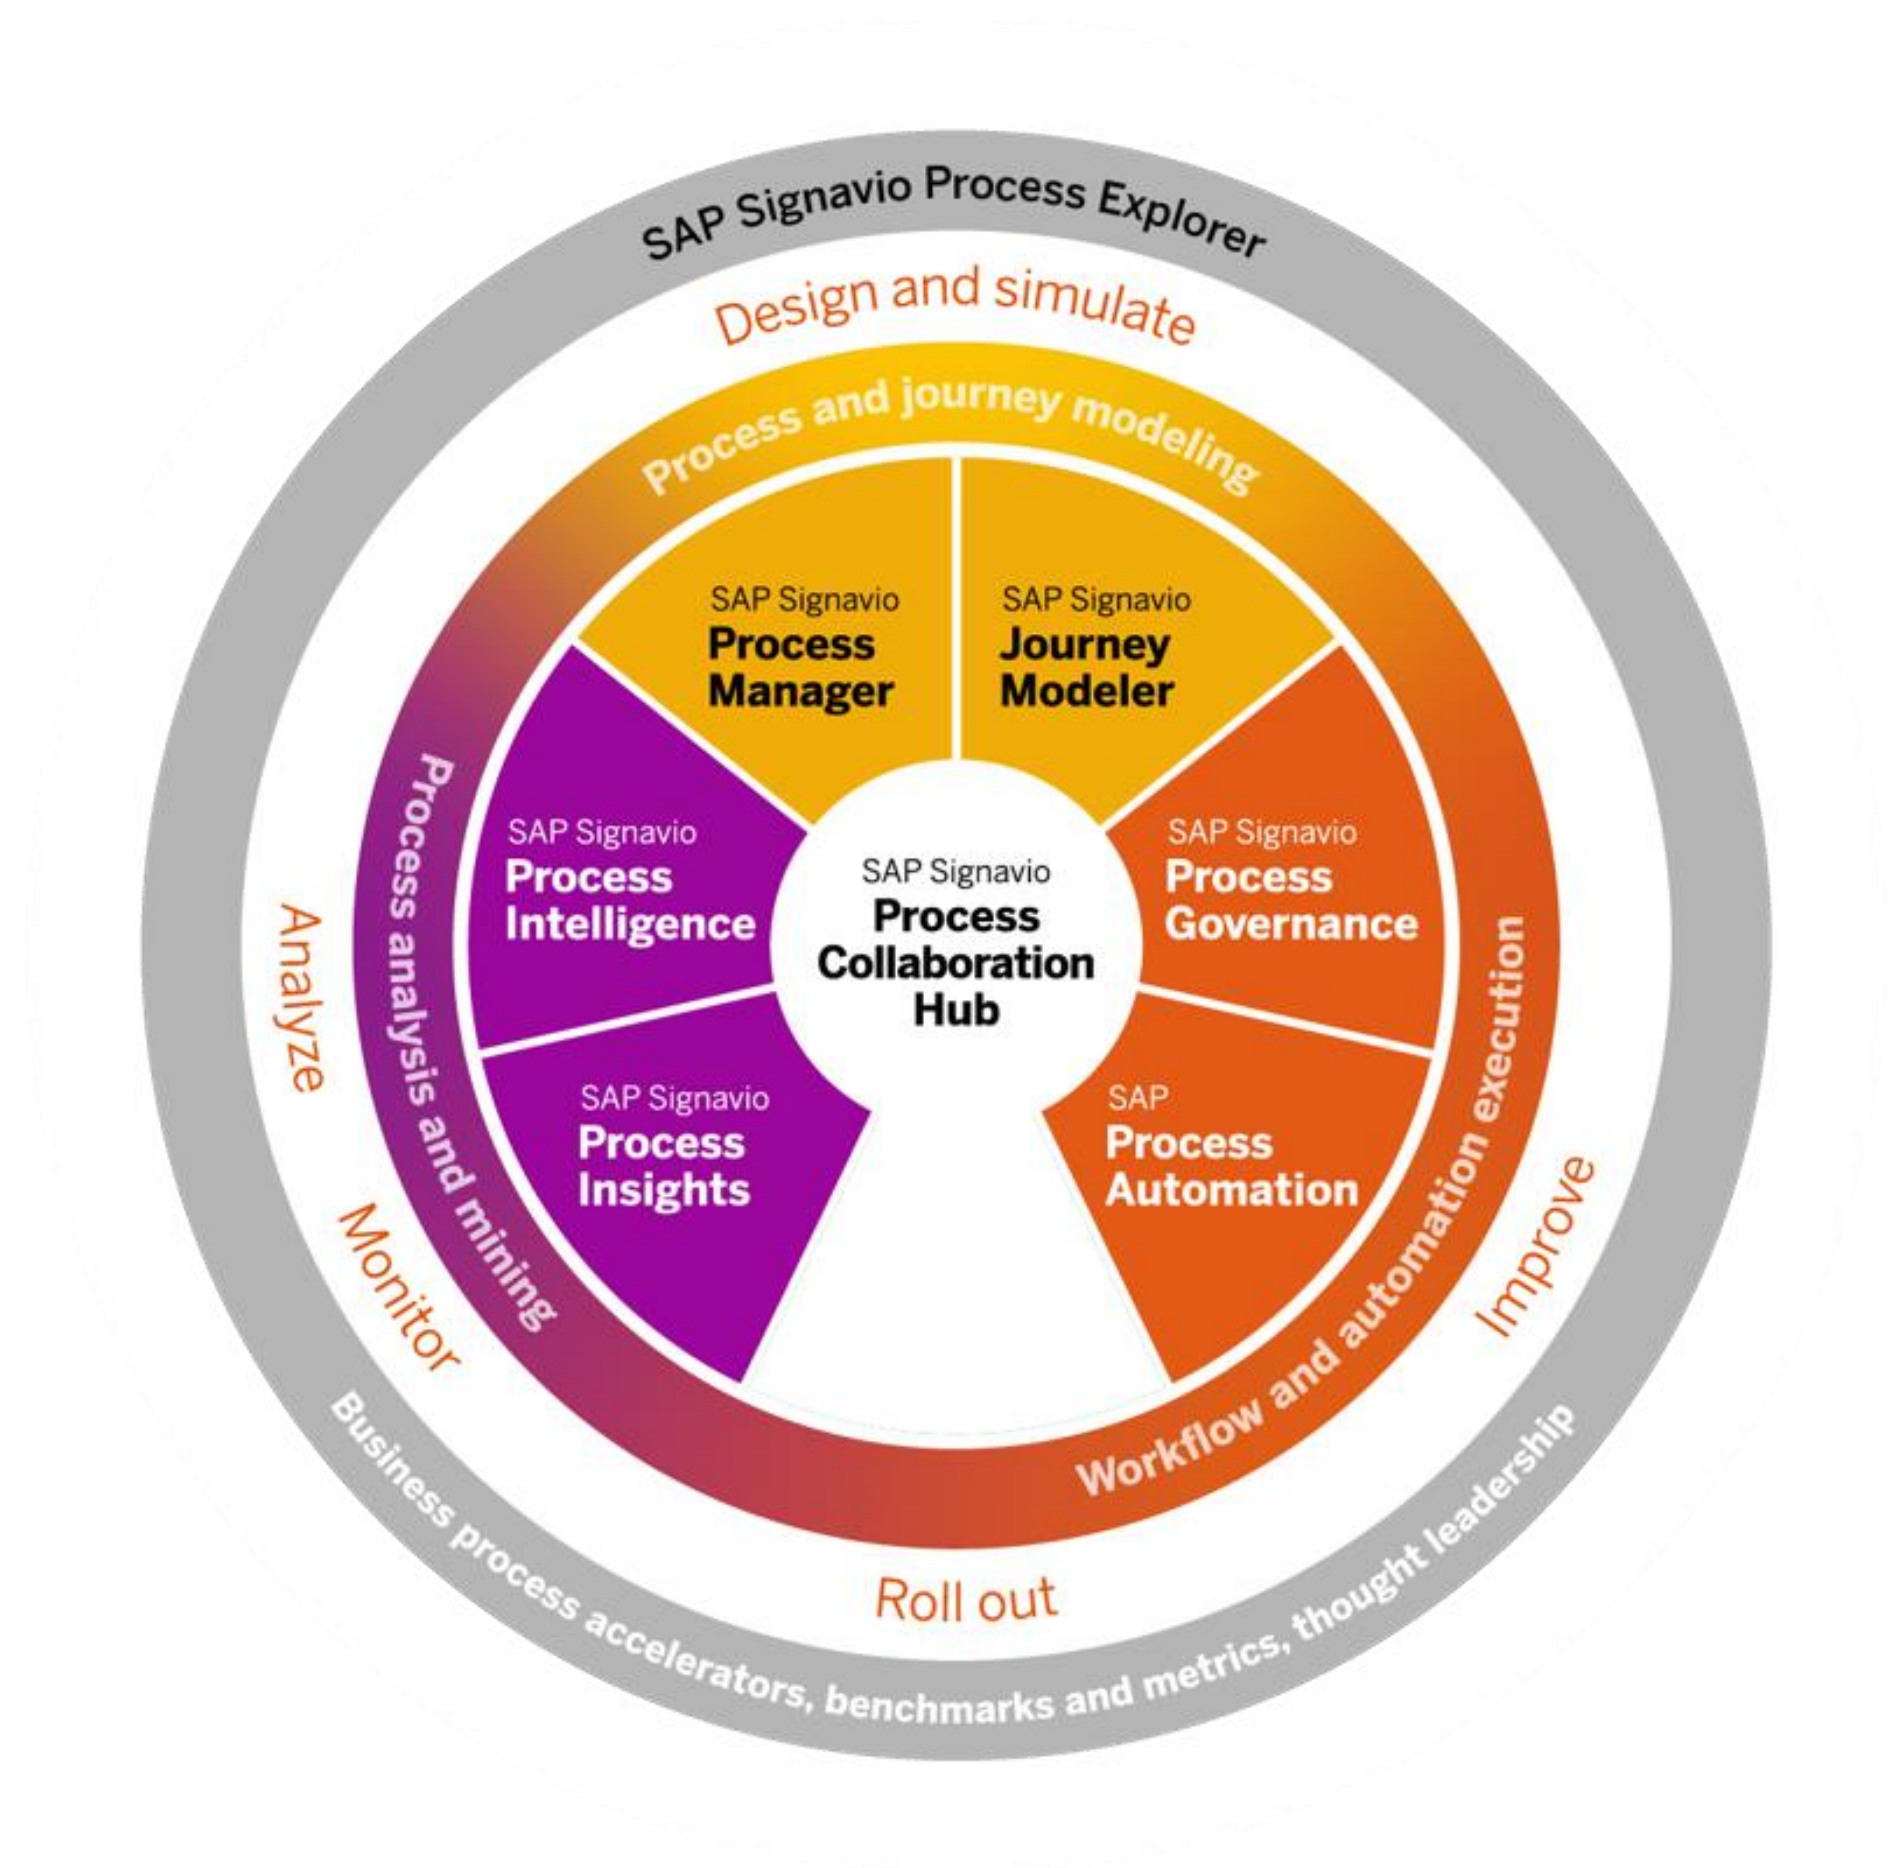 SAP Signavio Process Explorer
Design and simulate
Process and journey modeling
SAP Signavio
Process
Manager
SAP Signavio
Journey
Modeler
SAP Signavio
Process
Intelligence
SAP Signavio
Process
Collaboration
Hub
SAP Signavio
Process
Governance
SAP Signavio
Process
Insights
SAP
Process
Automation
Process analysis and mining
Workflow and automation execution
Analyze
Monitor
Improve
Roll out
Business process accelerators, benchmarks and metrics, thought leadership